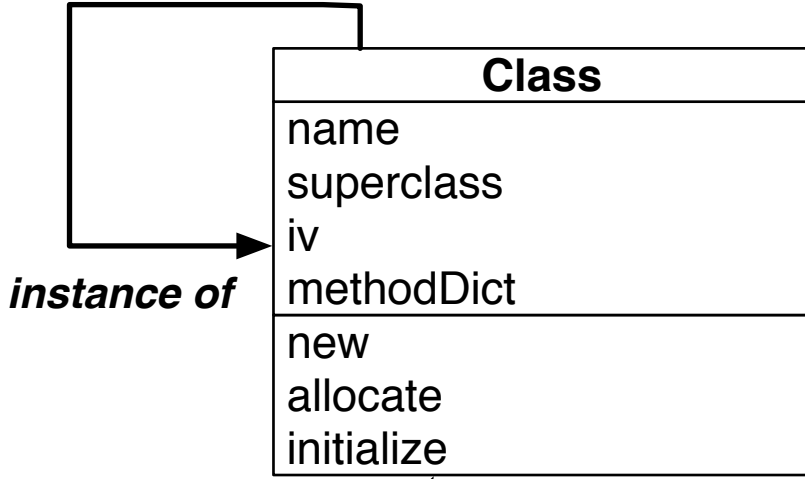 Class
name
superclass
iv
instance of
methodDict
new
allocate
initialize